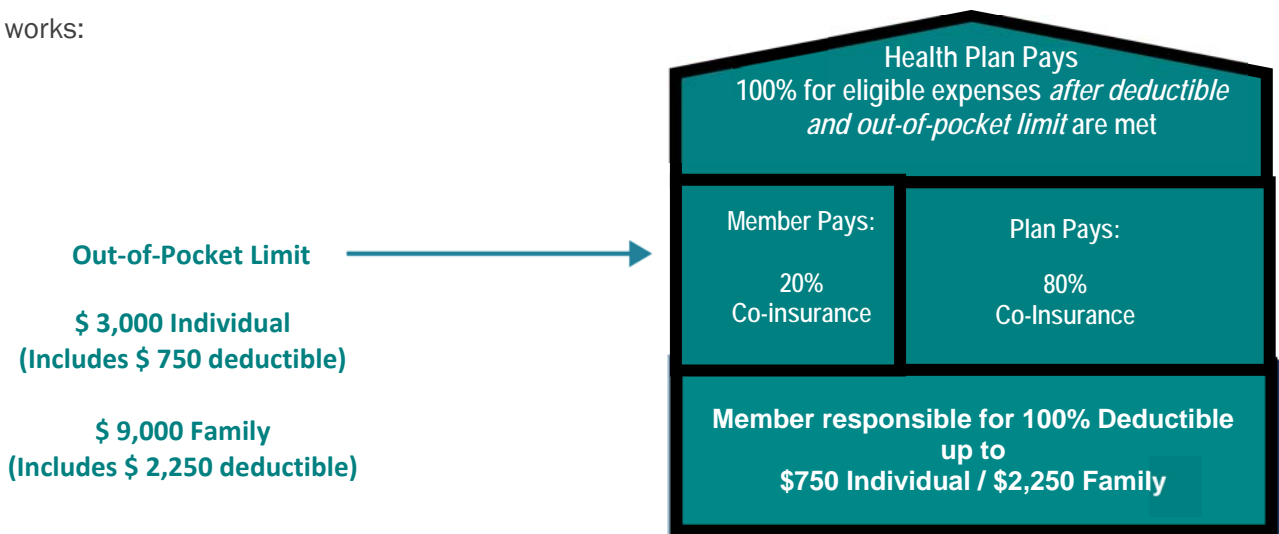 works:
Health Plan Pays
100% for eligible expenses after deductible
and out-of-pocket limit are met
Out-of-Pocket Limit
$ 3,000 Individual
(Includes $ 750 deductible)
$ 9,000 Family
(Includes $ 2,250 deductible)
Member Pays:
20%
Co-insurance
Plan Pays:
80%
Co-Insurance
Member responsible for 100% Deductible
up to
$750 Individual / $2,250 Family